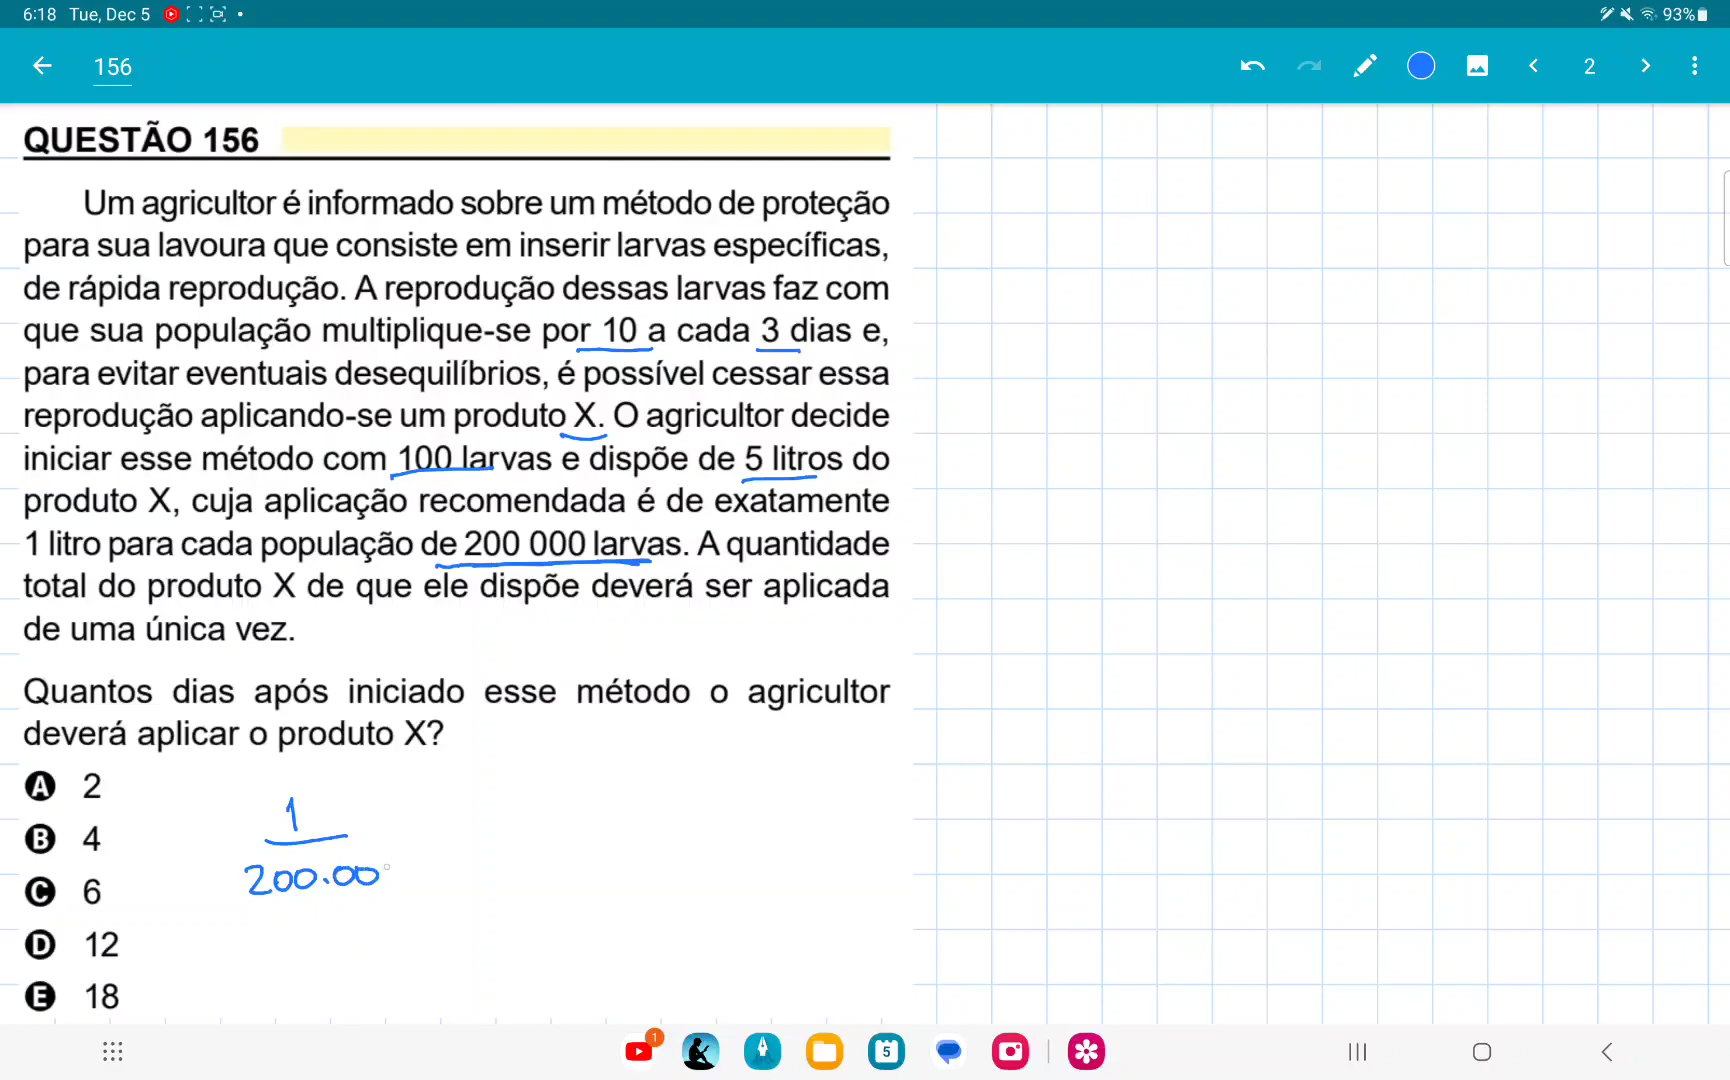 6:18 Tue, Dec 5 93%
156
2
QUESTÃO 156
Um agricultor é informado sobre um método de proteção
para sua lavoura que consiste em inserir larvas específicas,
de rápida reprodução. A reprodução dessas larvas faz com
que sua população multiplique-se por 10 a cada 3 dias e,
para evitar eventuais desequilíbrios, é possível cessar essa
reprodução aplicando-se um produto X. O agricultor decide
iniciar esse método com 100 larvas e dispõe de 5 litros do
produto X, cuja aplicação recomendada é de exatamente
1 litro para cada população de 200 000 larvas. A quantidade
total do produto X de que ele dispõe deverá ser aplicada
de uma única vez.
Quantos dias após iniciado esse método o agricultor
deverá aplicar o produto X?
A 2
B 4
C 6
D 12
E 18
1
200.00
1
5